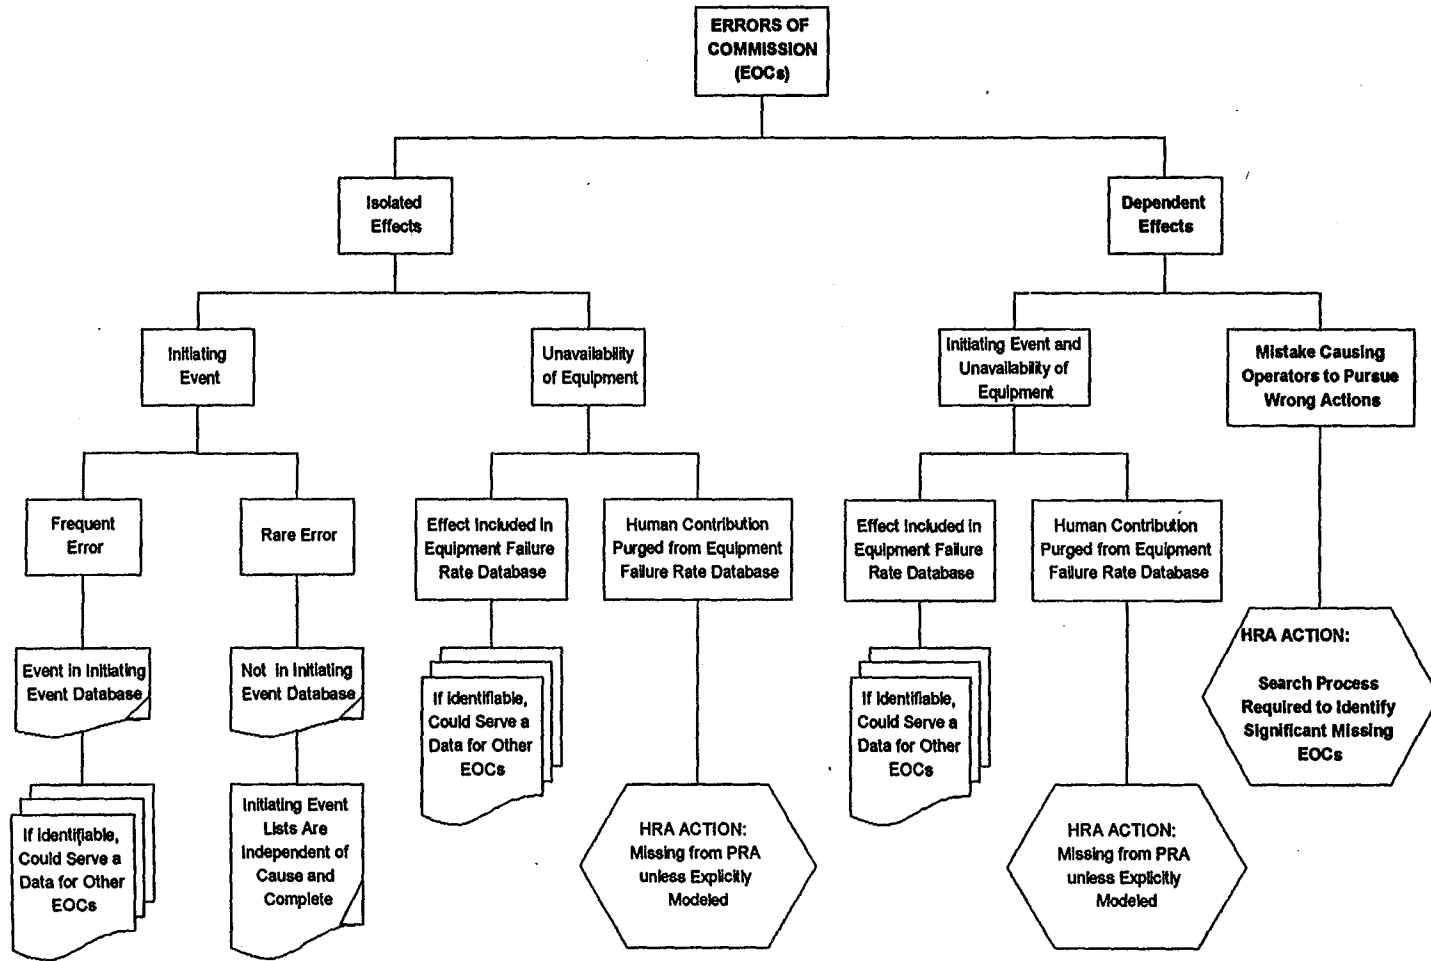 ERRORS OF
COMMISSION
(EOCs)
Isolated
Effects
Dependent
Effects
Initiating
Event
Unavailability
of Equipment
Initiating Event and
Unavailability of
Equipment
Mistake Causing
Operators to Pursue
Wrong Actions
Frequent
Error
Rare Error
Effect Included in
Equipment Failure
Rate Database
Human Contribution
Purged from Equipment
Failure Rate Database
Effect Included in
Equipment Failure
Rate Database
Human Contribution
Purged from Equipment
Failure Rate Database
Event in Initiating
Event Database
Not in Initiating
Event Database
If Identifiable,
Could Serve a
Data for Other
EOCs
If Identifiable,
Could Serve a
Data for Other
EOCs
HRA ACTION:
Search Process
Required to Identify
Significant Missing
EOCs
If Identifiable,
Could Serve a
Data for Other
EOCs
Initiating Event
Lists Are
Independent of
Cause and
Complete
HRA ACTION:
Missing from PRA
unless Explicitly
Modeled
HRA ACTION:
Missing from PRA
unless Explicitly
Modeled